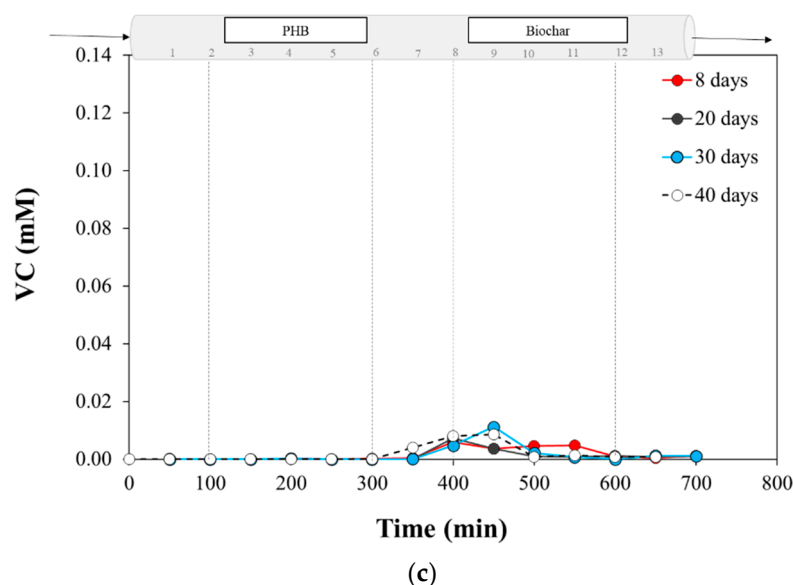 PHB Biochar
1 2 3 4 5 6 7 8 9 10 11 12 13
0.14
0.12
0.10
0.08
0.06
0.04
0.02
0.00
VC (mM)
8 days
20 days
30 days
40 days
0 100 200 300 400 500 600 700 800
Time (min)
(c)